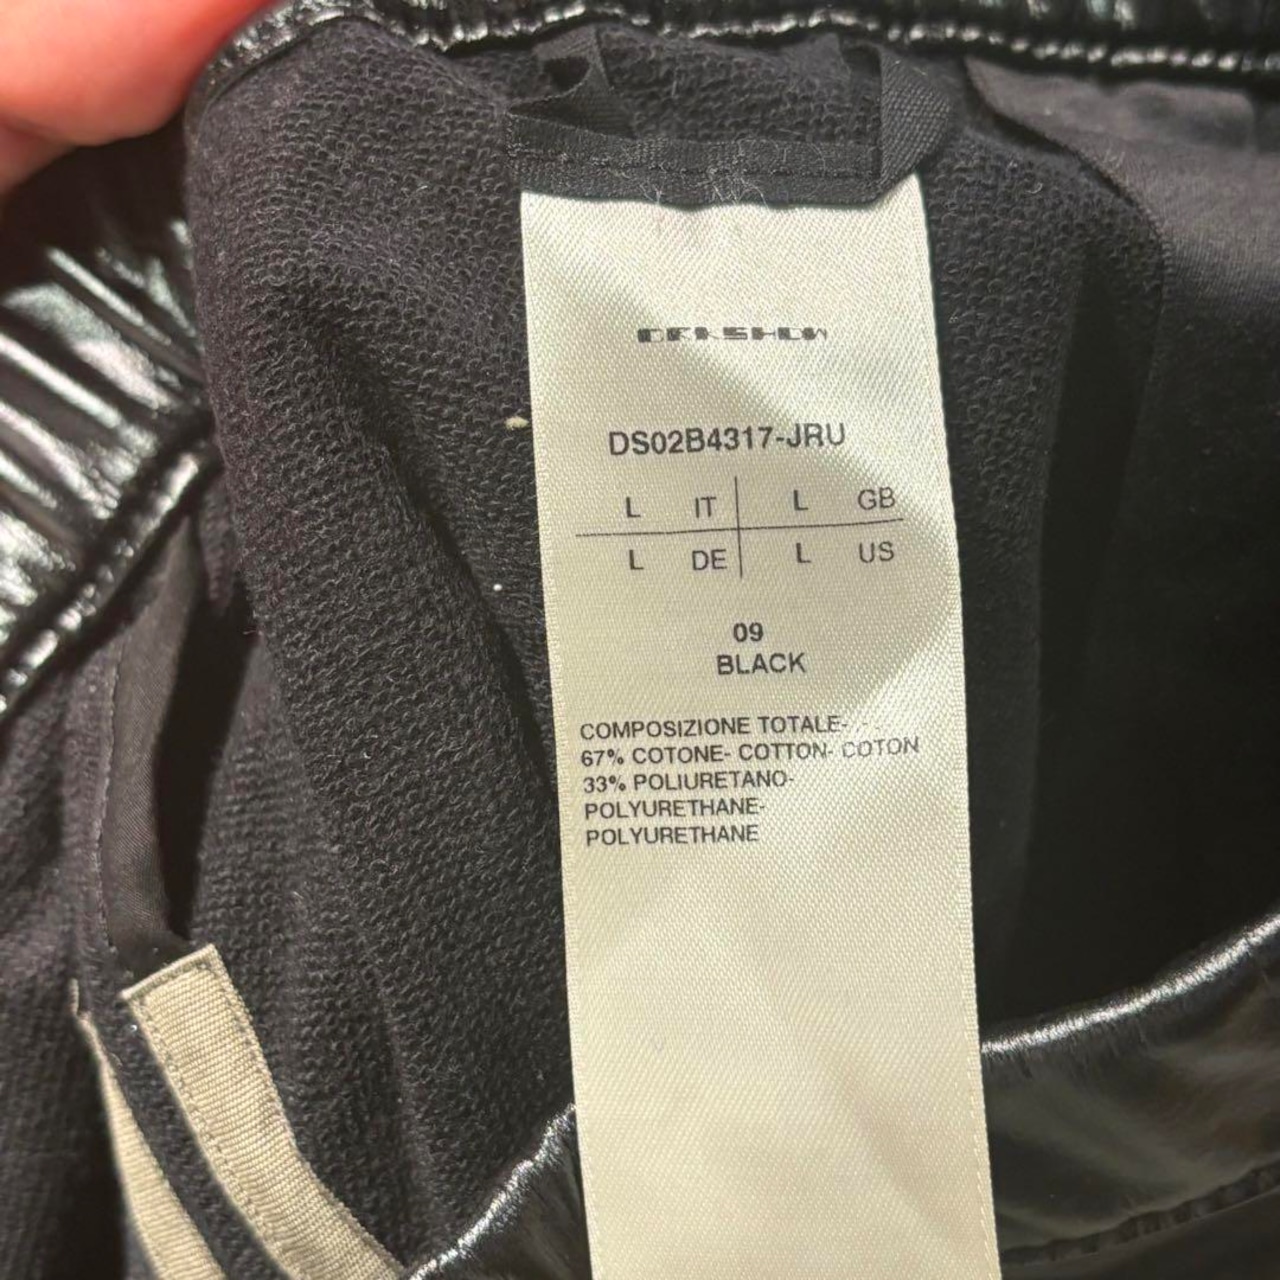 DRKSHDW
DS02B4317-JRU
L IT L GB
L DE L US
09
BLACK
COMPOSIZIONE TOTALE- -
67% COTONE- COTTON- COTON
33% POLIURETANO-
POLYURETHANE-
POLYURETHANE